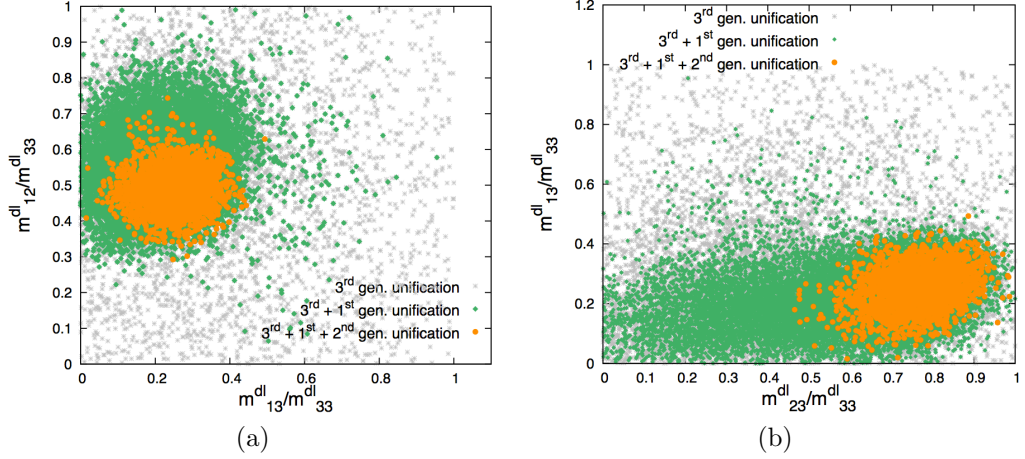 1
0.9
0.8
0.7
0.6
0.5
0.4
0.3
0.2
0.1
0
m^dl_12/m^dl_33
3^rd gen. unification
3^rd + 1^st gen. unification
3^rd + 1^st + 2^nd gen. unification
0 0.2 0.4 0.6 0.8 1
m^dl_13/m^dl_33
(a)
1.2
1
0.8
0.6
0.4
0.2
0
m^dl_13/m^dl_33
3^rd gen. unification
3^rd + 1^st gen. unification
3^rd + 1^st + 2^nd gen. unification
0 0.1 0.2 0.3 0.4 0.5 0.6 0.7 0.8 0.9 1
m^dl_23/m^dl_33
(b)